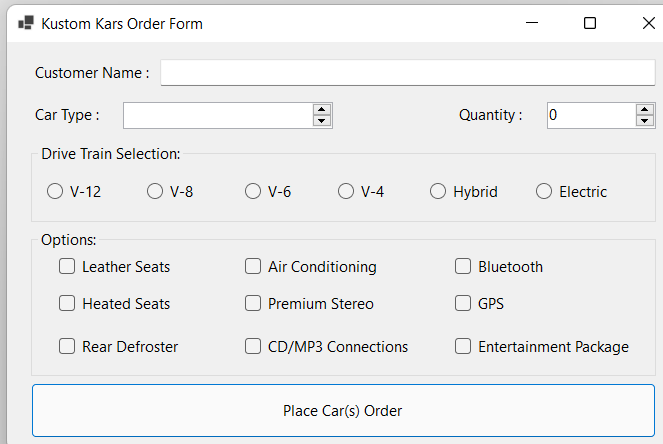 Kustom Kars Order Form
Customer Name :
Car Type : Quantity : 0
Drive Train Selection:
V-12 V-8 V-6 V-4 Hybrid Electric
Options:
Leather Seats Air Conditioning Bluetooth
Heated Seats Premium Stereo GPS
Rear Defroster CD/MP3 Connections Entertainment Package
Place Car(s) Order